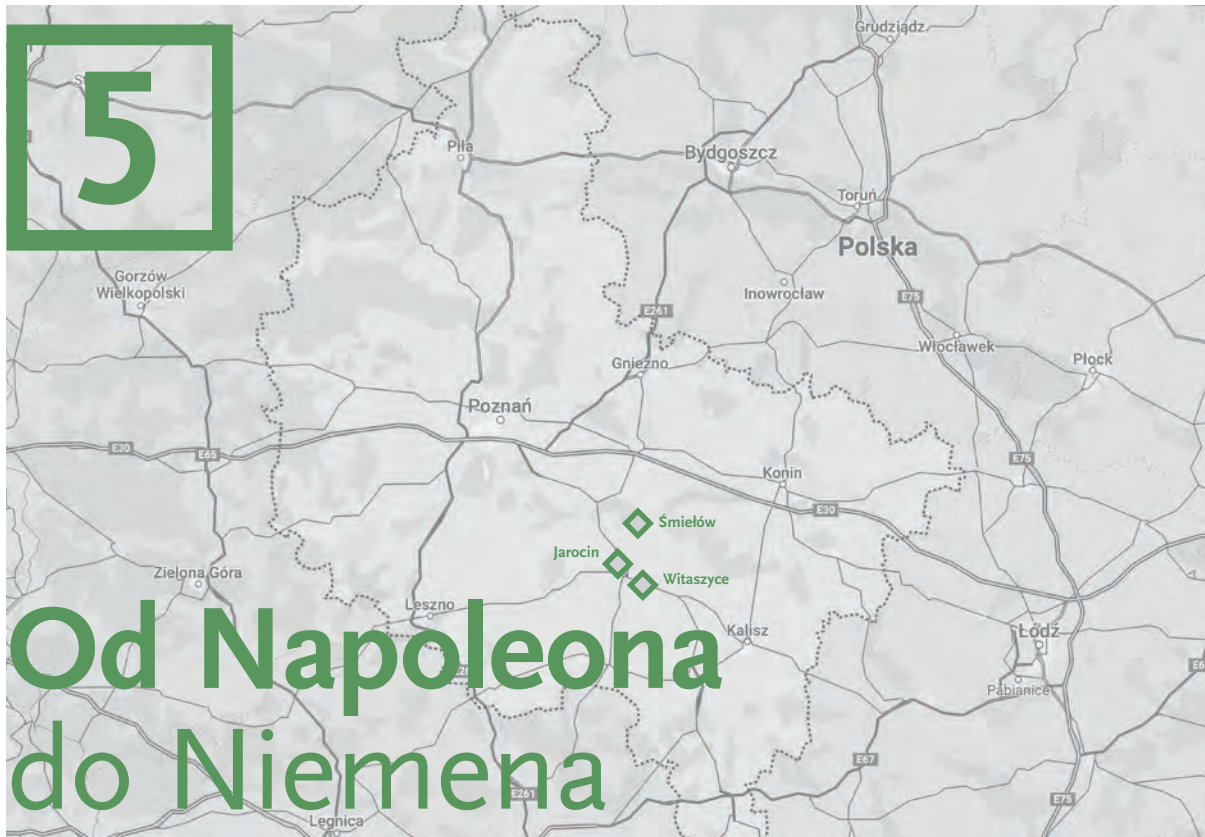 5
Grudziądz
Piła
Bydgoszcz
Toruń
Polska
Gorzów
Wielkopolski
Inowrocław
E75
E261
Gniezno
Włocławek
Płock
Poznań
E30
E65
E75
Konin
E30
Śmiełów
Jarocin
Witaszyce
Zielona Góra
Leszno
Kalisz
Łódź
Pabianice
Od Napoleona
do Niemena
E67
E261
E75
Legnica